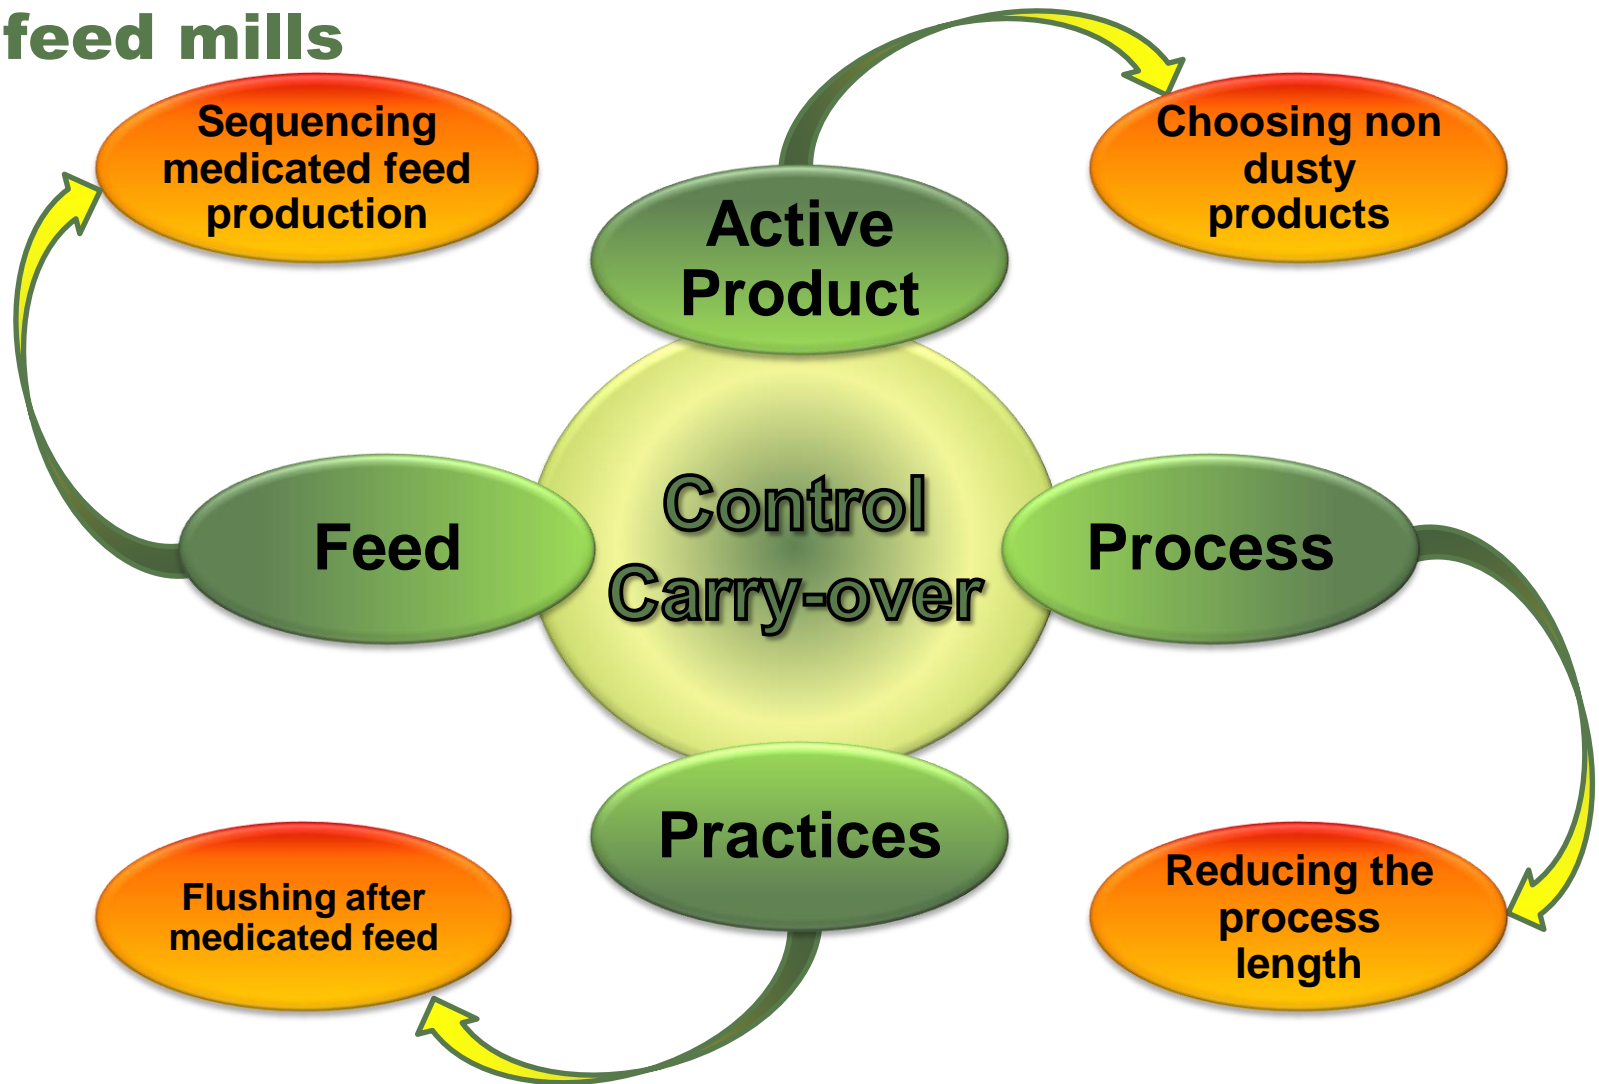 feed mills
Sequencing
medicated feed
production
Active
Product
Choosing non
dusty
products
Feed
Control
Carry-over
Process
Practices
Flushing after
medicated feed
Reducing the
process
length